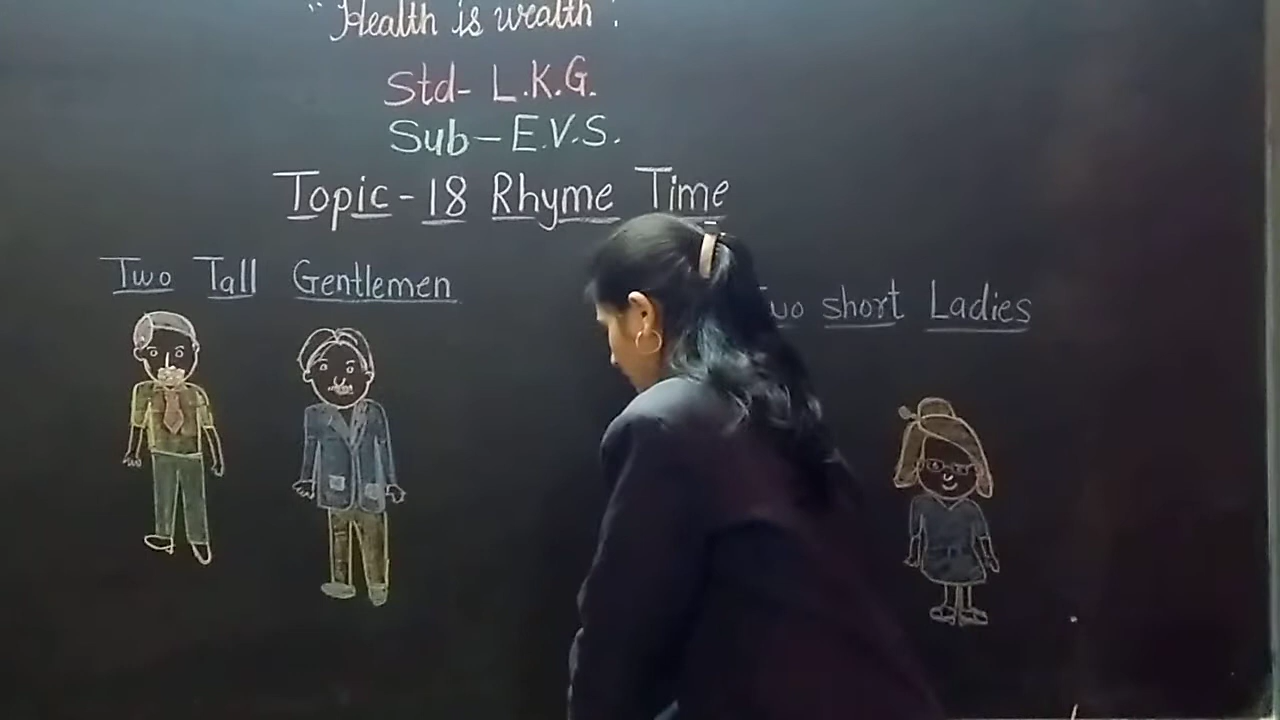 "Health is wealth".
Std- L.K.G.
Sub- E.V.S.
Topic-18 Rhyme Time
Two Tall Gentlemen
short Ladies